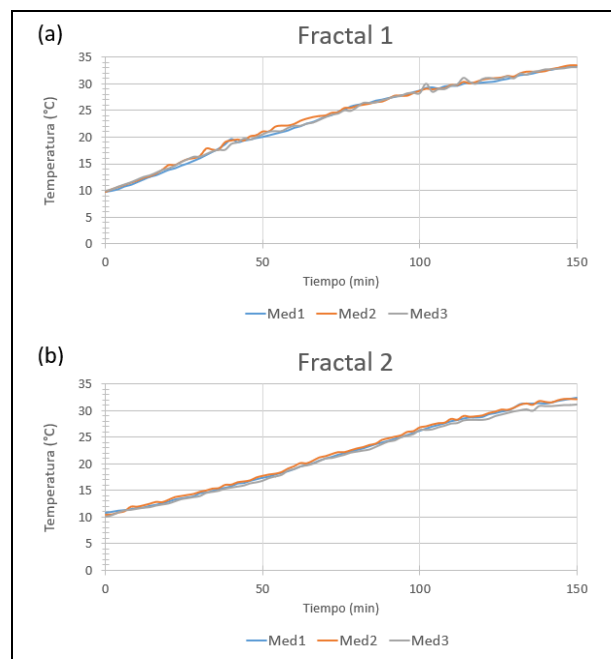 (a)
Fractal 1
Temperatura (°C)
35
30
25
20
15
10
5
0
0 50 100 150
Tiempo (min)
Med1 Med2 Med3
(b)
Fractal 2
Temperatura (°C)
35
30
25
20
15
10
5
0
0 50 100 150
Tiempo (min)
Med1 Med2 Med3